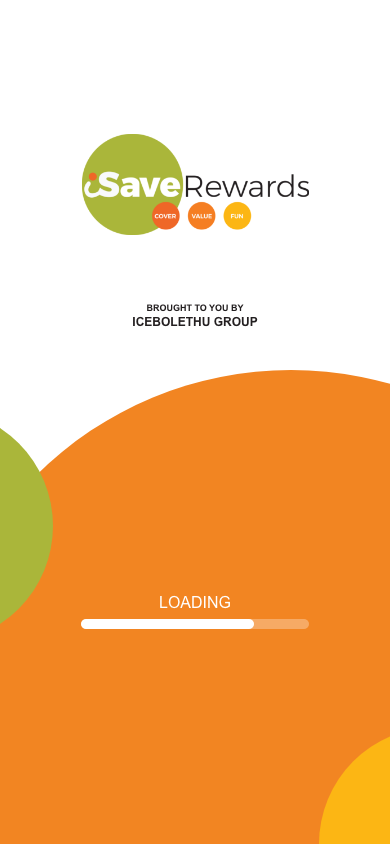 iSaveRewards
COVER VALUE FUN
BROUGHT TO YOU BY
ICEBOLETHU GROUP
LOADING